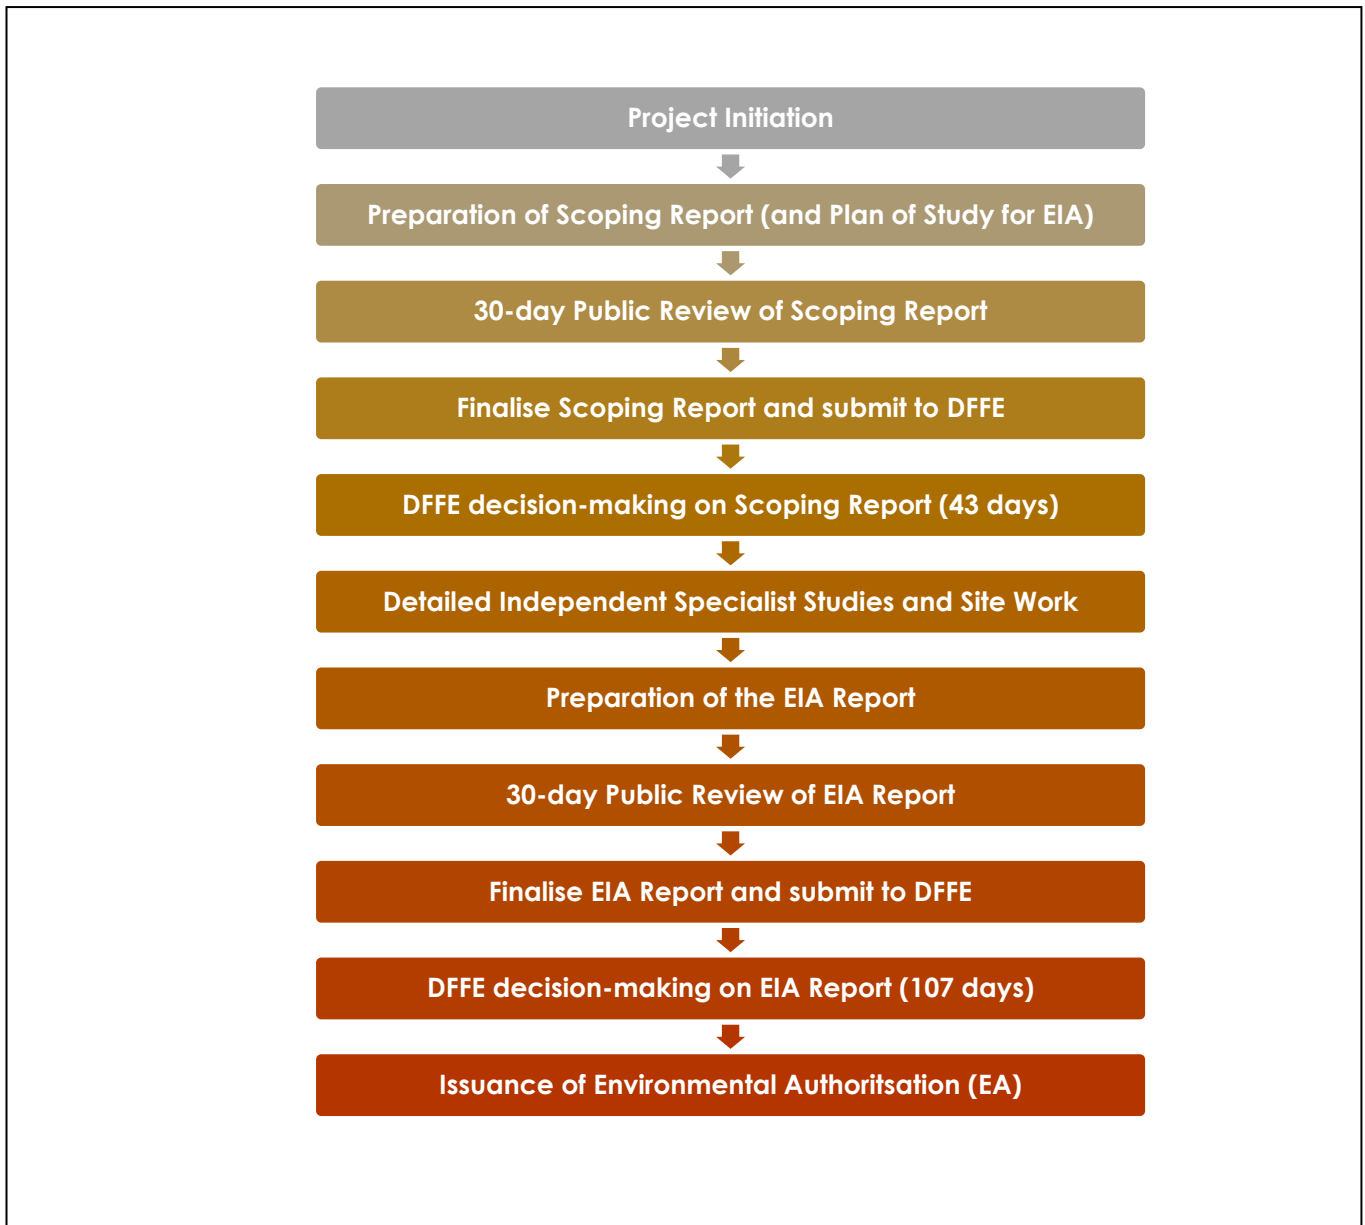 Project Initiation
Preparation of Scoping Report (and Plan of Study for EIA)
30-day Public Review of Scoping Report
Finalise Scoping Report and submit to DFFE
DFFE decision-making on Scoping Report (43 days)
Detailed Independent Specialist Studies and Site Work
Preparation of the EIA Report
30-day Public Review of EIA Report
Finalise EIA Report and submit to DFFE
DFFE decision-making on EIA Report (107 days)
Issuance of Environmental Authoritsation (EA)